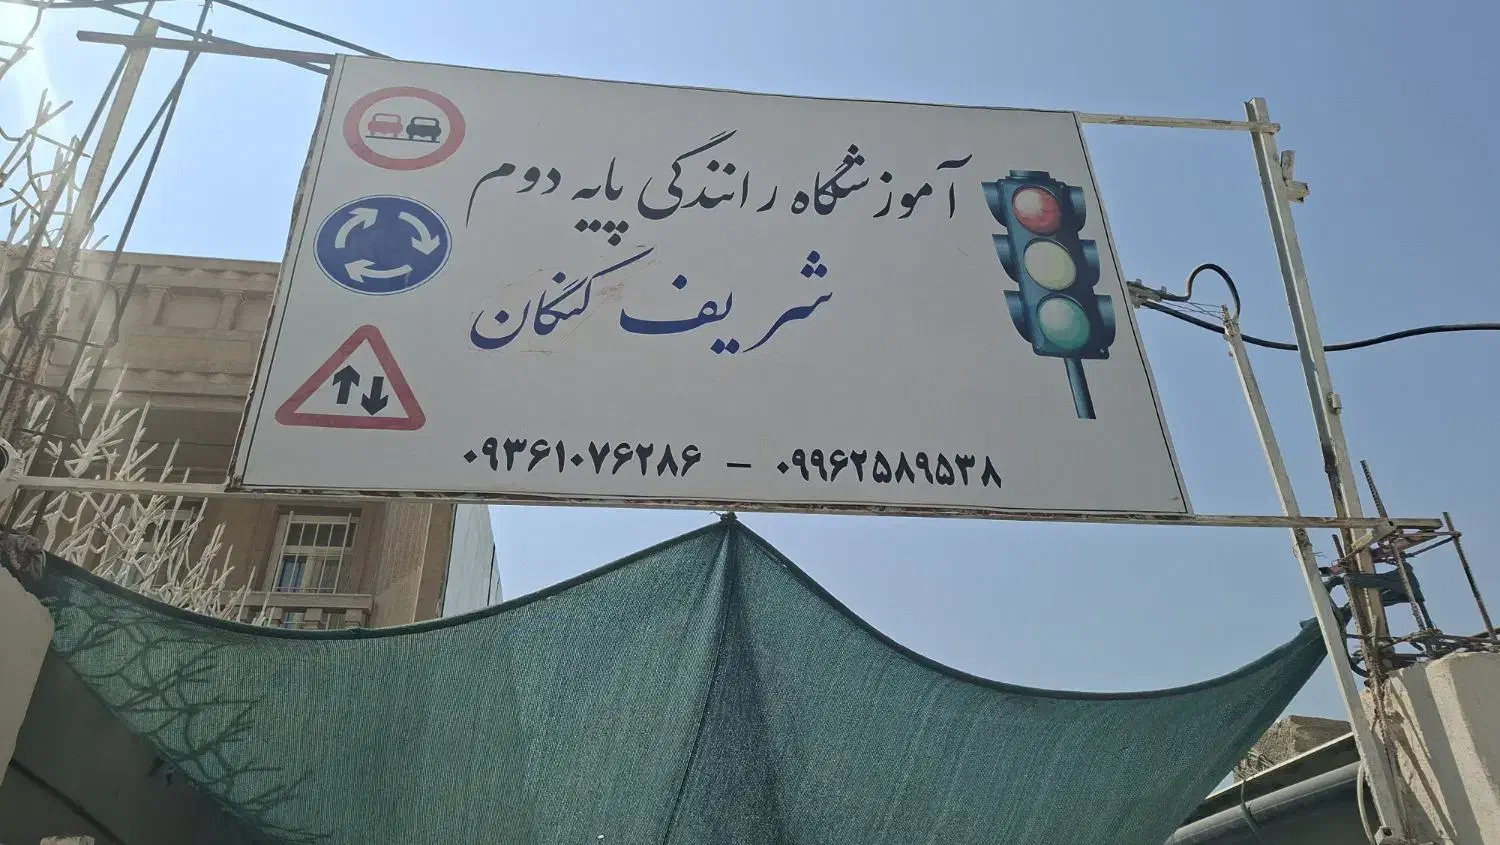 آموزشگاه رانندگی پایه دوم
شریف کنگان
۰۹۳۶۱۰۷۶۲۸۶ – ۰۹۹۶۲۵۸۹۵۳۸